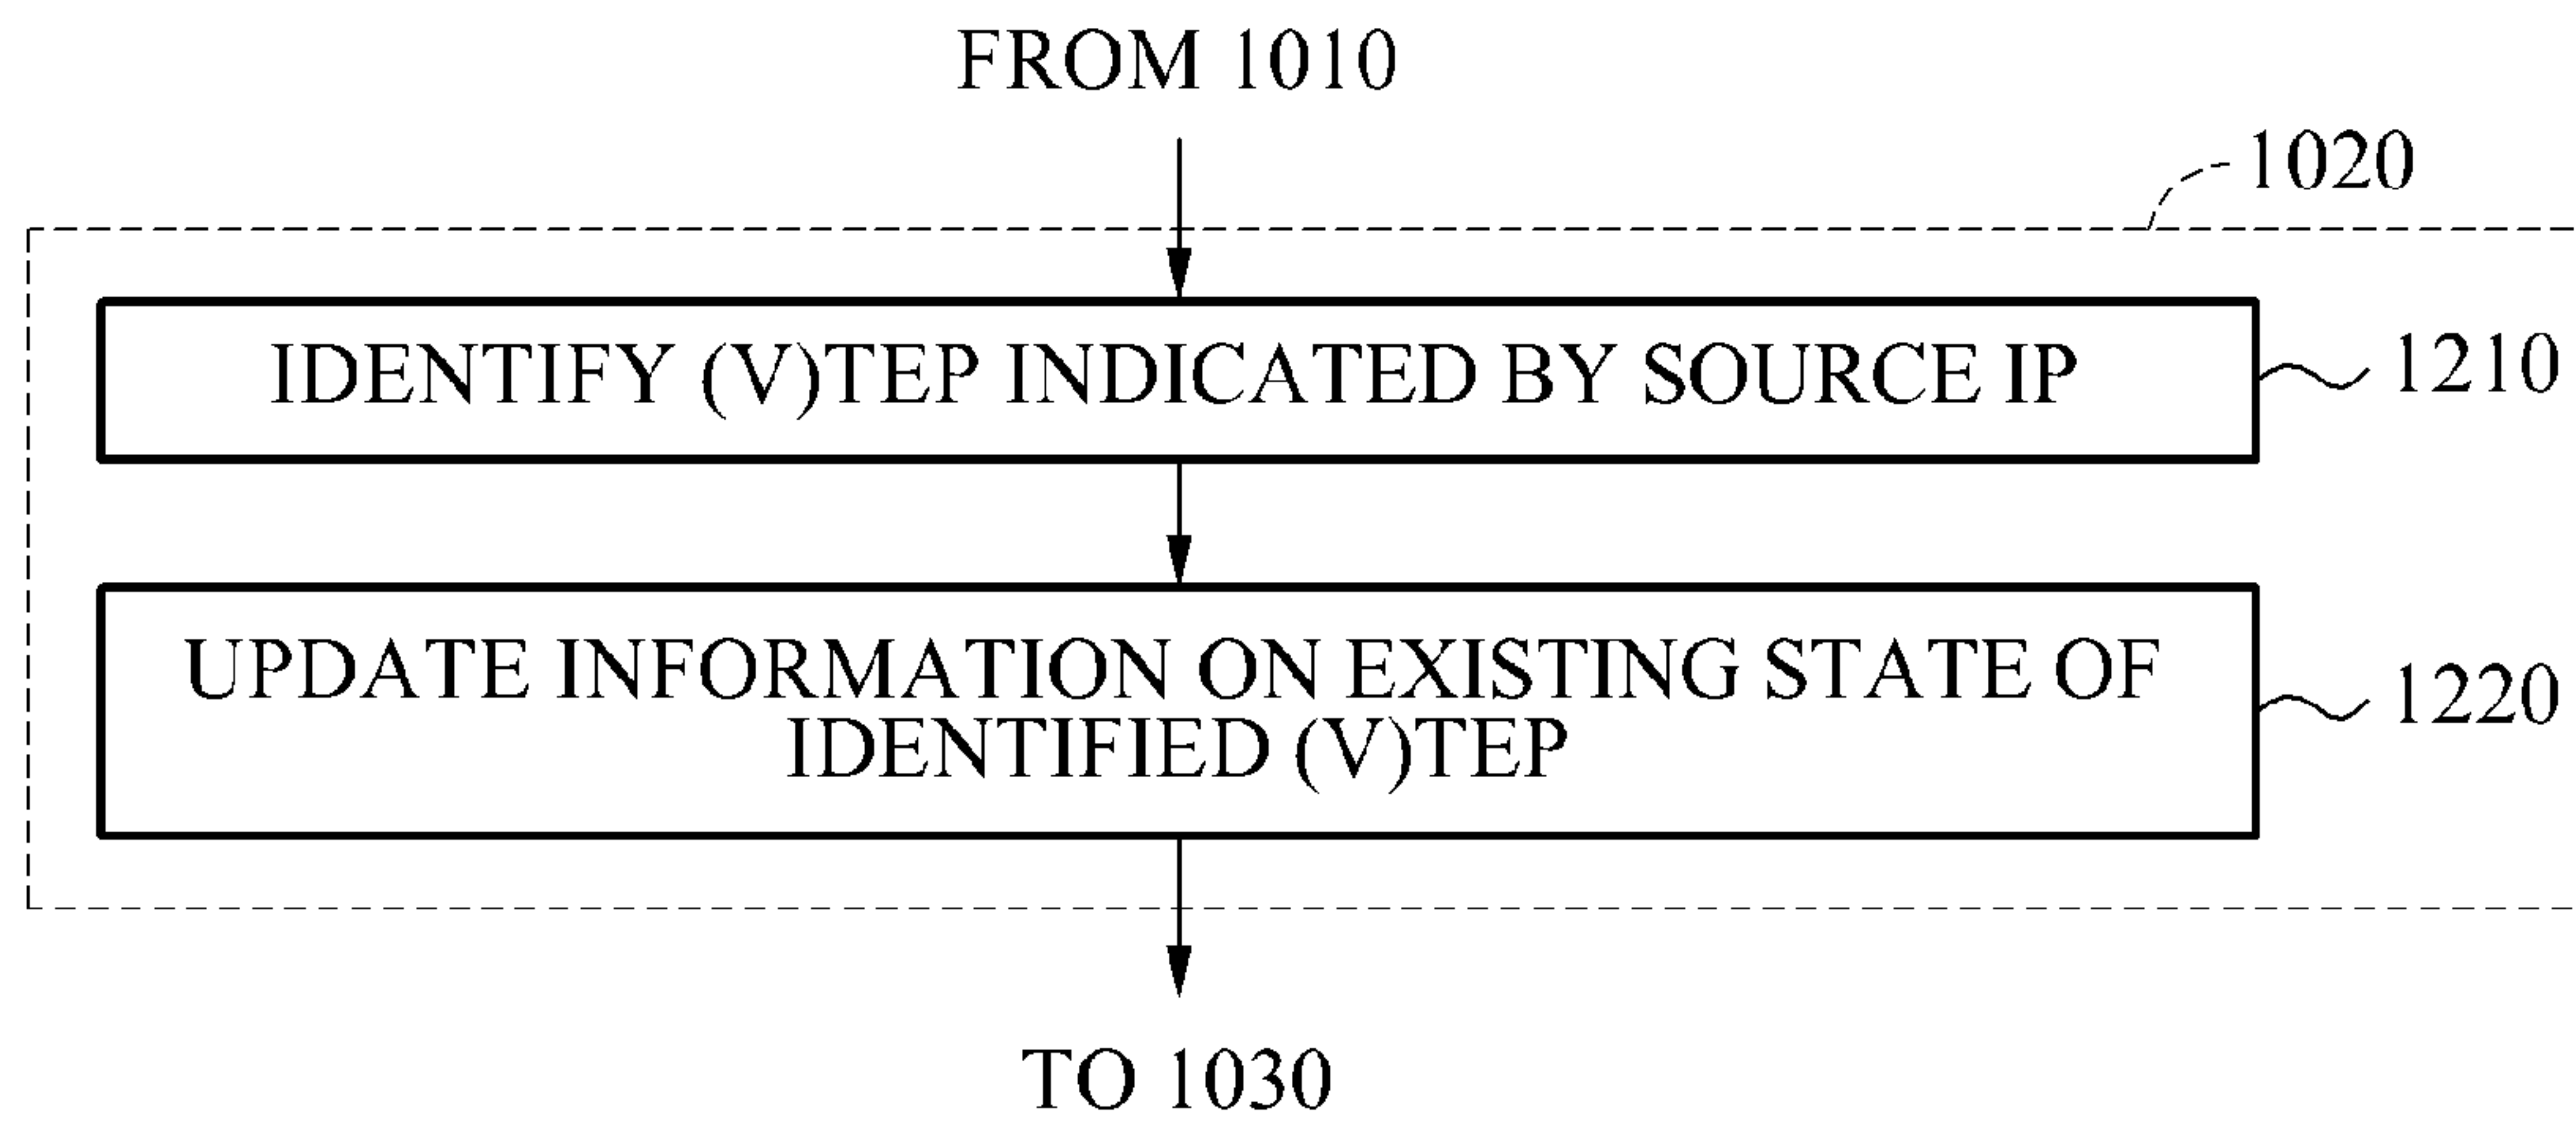 FROM 1010
1020
IDENTIFY (V)TEP INDICATED BY SOURCE IP
1210
UPDATE INFORMATION ON EXISTING STATE OF
IDENTIFIED (V)TEP
1220
TO 1030